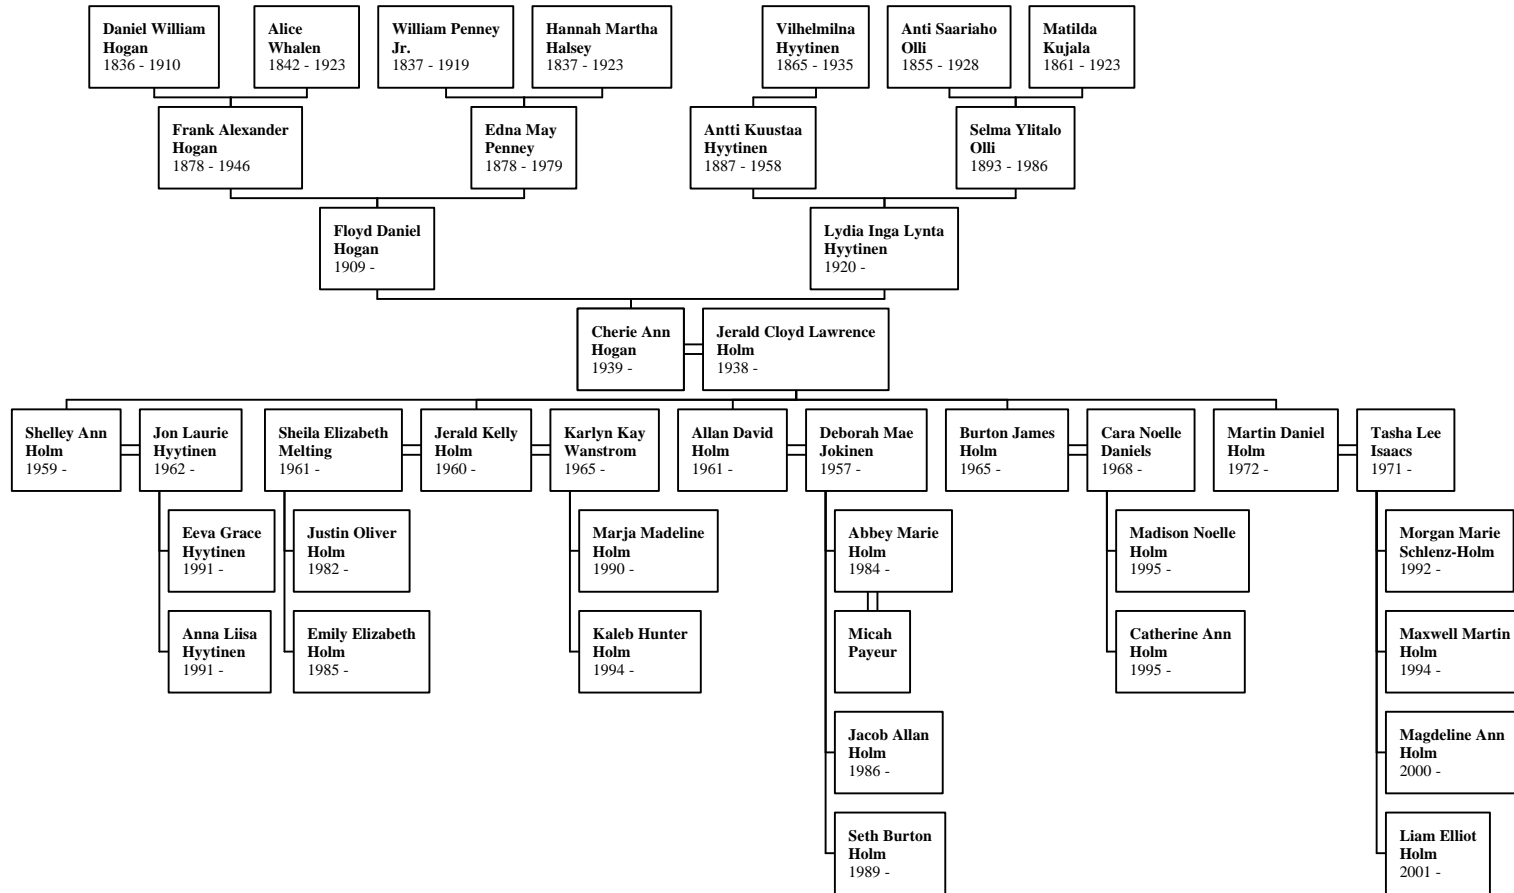 Daniel William
Hogan
1836 - 1910
Alice
Whalen
1842 - 1923
William Penney
Jr.
1837 - 1919
Hannah Martha
Halsey
1837 - 1923
Vilhelmilna
Hyytinen
1865 - 1935
Anti Saariaho
Olli
1855 - 1928
Matilda
Kujala
1861 - 1923
Frank Alexander
Hogan
1878 - 1946
Edna May
Penney
1878 - 1979
Antti Kuustaa
Hyytinen
1887 - 1958
Selma Ylitalo
Olli
1893 - 1986
Floyd Daniel
Hogan
1909 -
Lydia Inga Lynta
Hyytinen
1920 -
Cherie Ann
Hogan
1939 -
Jerald Cloyd Lawrence
Holm
1938 -
Shelley Ann
Holm
1959 -
Jon Laurie
Hyytinen
1962 -
Sheila Elizabeth
Melting
1961 -
Jerald Kelly
Holm
1960 -
Karlyn Kay
Wanstrom
1965 -
Allan David
Holm
1961 -
Deborah Mae
Jokinen
1957 -
Burton James
Holm
1965 -
Cara Noelle
Daniels
1968 -
Martin Daniel
Holm
1972 -
Tasha Lee
Isaacs
1971 -
Eeva Grace
Hyytinen
1991 -
Justin Oliver
Holm
1982 -
Marja Madeline
Holm
1990 -
Abbey Marie
Holm
1984 -
Madison Noelle
Holm
1995 -
Morgan Marie
Schlenz-Holm
1992 -
Anna Liisa
Hyytinen
1991 -
Emily Elizabeth
Holm
1985 -
Kaleb Hunter
Holm
1994 -
Micah
Payeur
Catherine Ann
Holm
1995 -
Maxwell Martin
Holm
1994 -
Jacob Allan
Holm
1986 -
Magdeline Ann
Holm
2000 -
Seth Burton
Holm
1989 -
Liam Elliot
Holm
2001 -